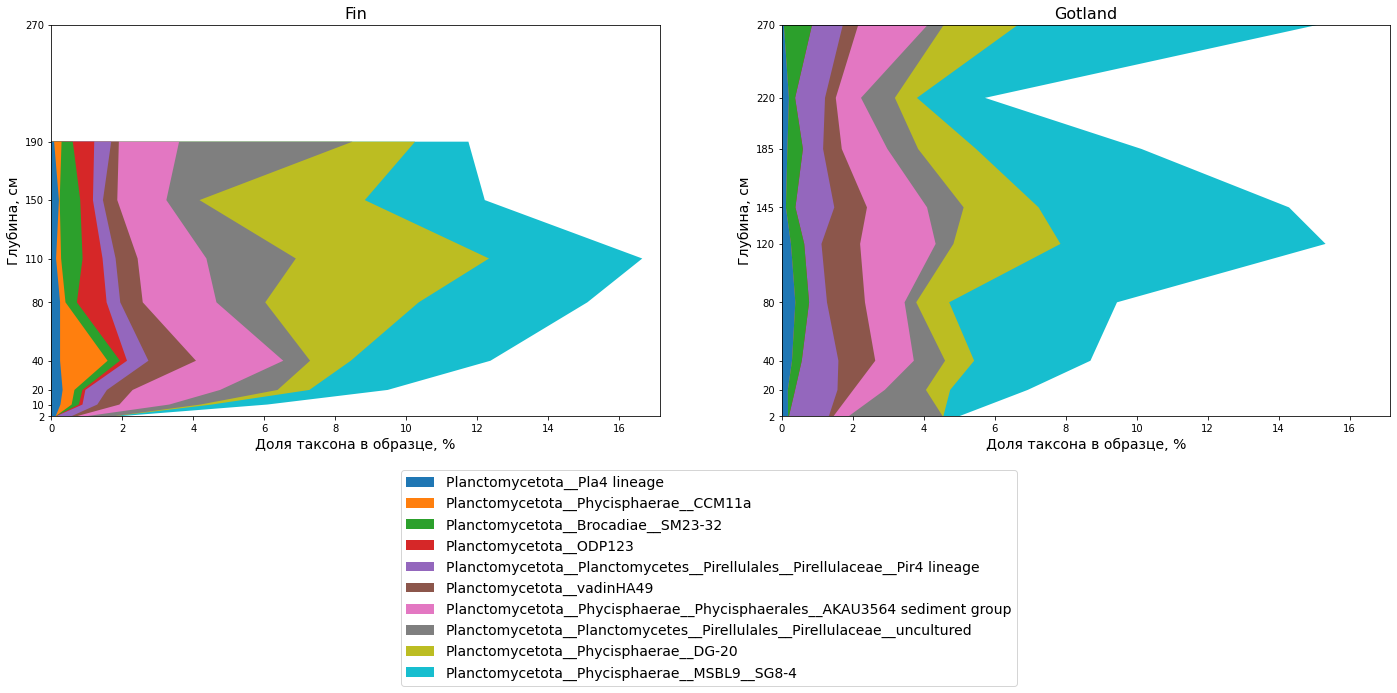 Fin
Gotland
270
190
150
110
80
40
20
10
2
Глубина, см
0 2 4 6 8 10 12 14 16
Доля таксона в образце, %
270
220
185
145
120
80
40
20
2
Глубина, см
0 2 4 6 8 10 12 14 16
Доля таксона в образце, %
Planctomycetota__Pla4 lineage
Planctomycetota__Phycisphaerae__CCM11a
Planctomycetota__Brocadiae__SM23-32
Planctomycetota__ODP123
Planctomycetota__Planctomycetes__Pirellulales__Pirellulaceae__Pir4 lineage
Planctomycetota__vadinHA49
Planctomycetota__Phycisphaerae__Phycisphaerales__AKAU3564 sediment group
Planctomycetota__Planctomycetes__Pirellulales__Pirellulaceae__uncultured
Planctomycetota__Phycisphaerae__DG-20
Planctomycetota__Phycisphaerae__MSBL9__SG8-4